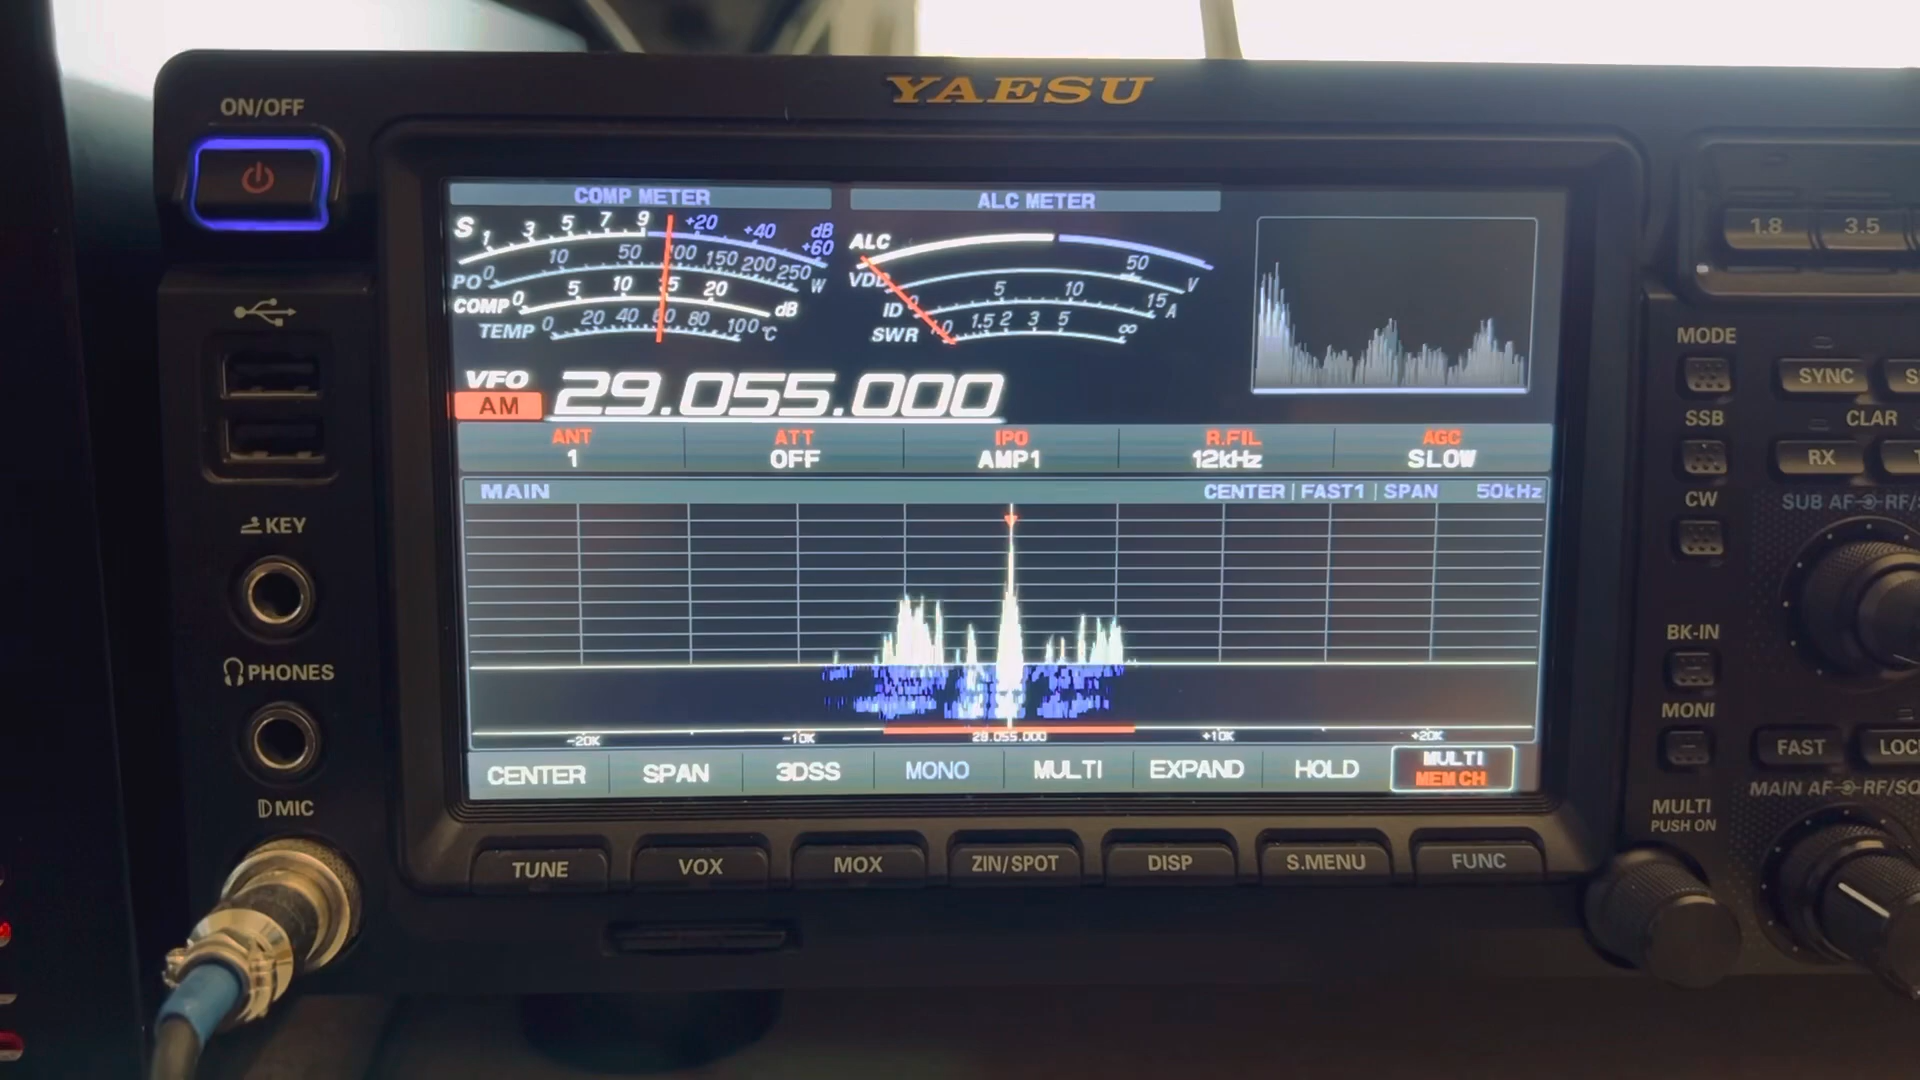 YAESU
ON/OFF
COMP METER
ALC METER
S 1 3 5 7 9 +20 +40 +60 dB
PO 0 10 50 100 150 200 250 W
COMP 0 5 10 15 20 dB
TEMP 0 20 40 60 80 100 °C
ALC
VDD 50 V
ID 0 5 10 15 A
SWR 1.5 2 3 5 ∞
VFO
AM
29.055.000
ANT
1
ATT
OFF
IPO
AMP1
R.FIL
12kHz
AGC
SLOW
MAIN
CENTER | FAST1 | SPAN 50kHz
-20K -10K 29.055.000 +10K +20K
CENTER SPAN 3DSS MONO MULTI EXPAND HOLD MULTI
MEM CH
TUNE VOX MOX ZIN/SPOT DISP S.MENU FUNC
KEY
PHONES
MIC
1.8 3.5
MODE
SYNC
SSB
CLAR
RX
CW
SUB AF RF/
BK-IN
MONI
FAST
MAIN AF RF/SQ
MULTI
PUSH ON